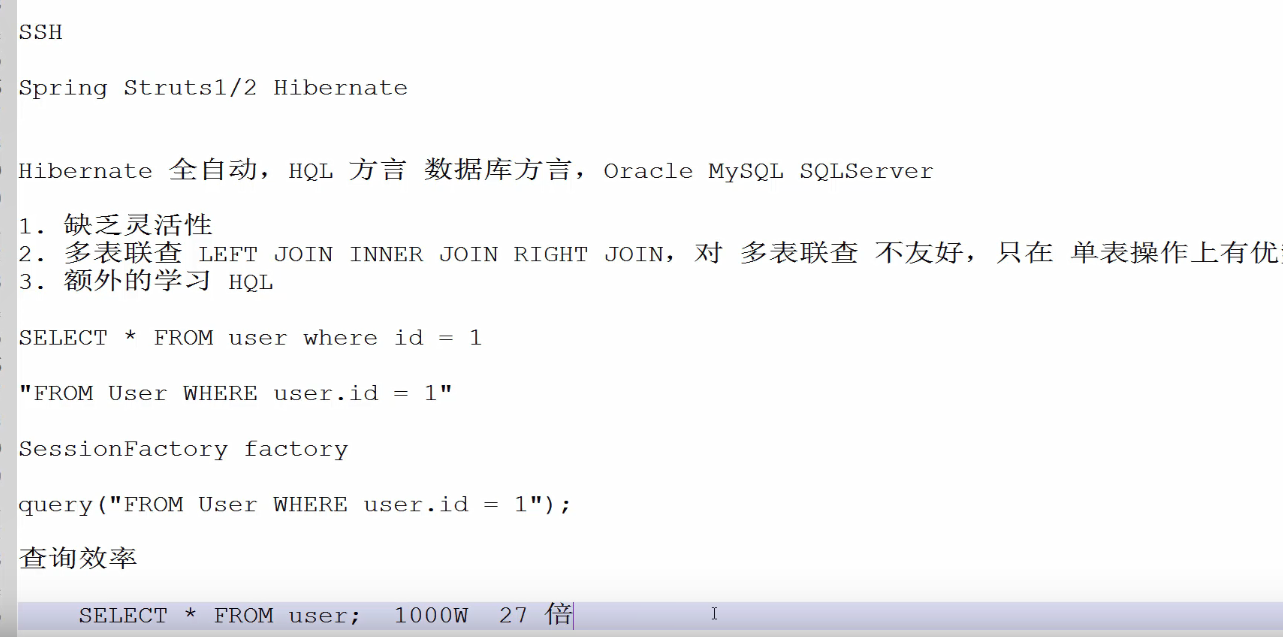 SSH
Spring Struts1/2 Hibernate
Hibernate 全自动，HQL 方言 数据库方言，Oracle MySQL SQLServer
1. 缺乏灵活性
2. 多表联查 LEFT JOIN INNER JOIN RIGHT JOIN，对 多表联查 不友好，只在 单表操作上有优
3. 额外的学习 HQL
SELECT * FROM user where id = 1
"FROM User WHERE user.id = 1"
SessionFactory factory
query("FROM User WHERE user.id = 1");
查询效率
SELECT * FROM user; 1000W 27 倍